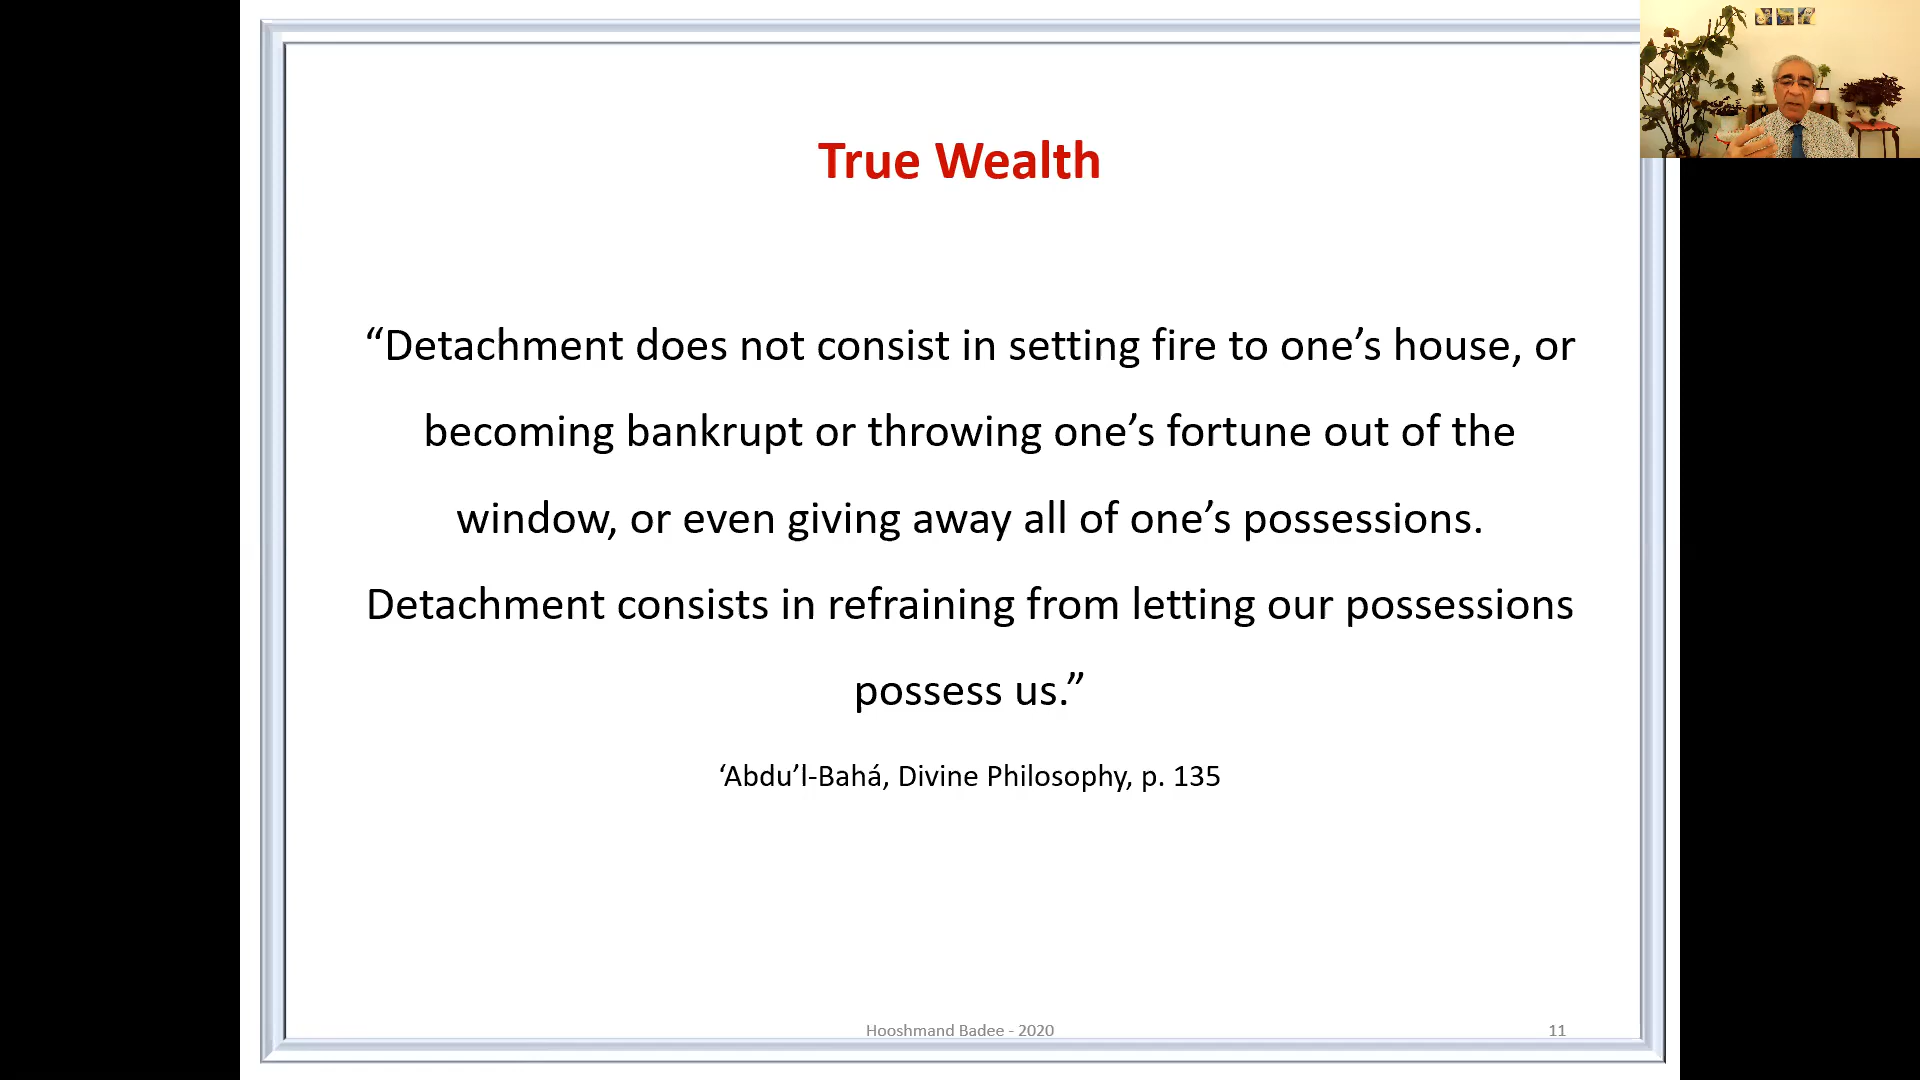 True Wealth
“Detachment does not consist in setting fire to one’s house, or
becoming bankrupt or throwing one’s fortune out of the
window, or even giving away all of one’s possessions.
Detachment consists in refraining from letting our possessions
possess us.”
‘Abdu’l-Bahá, Divine Philosophy, p. 135
Hooshmand Badee - 2020
11